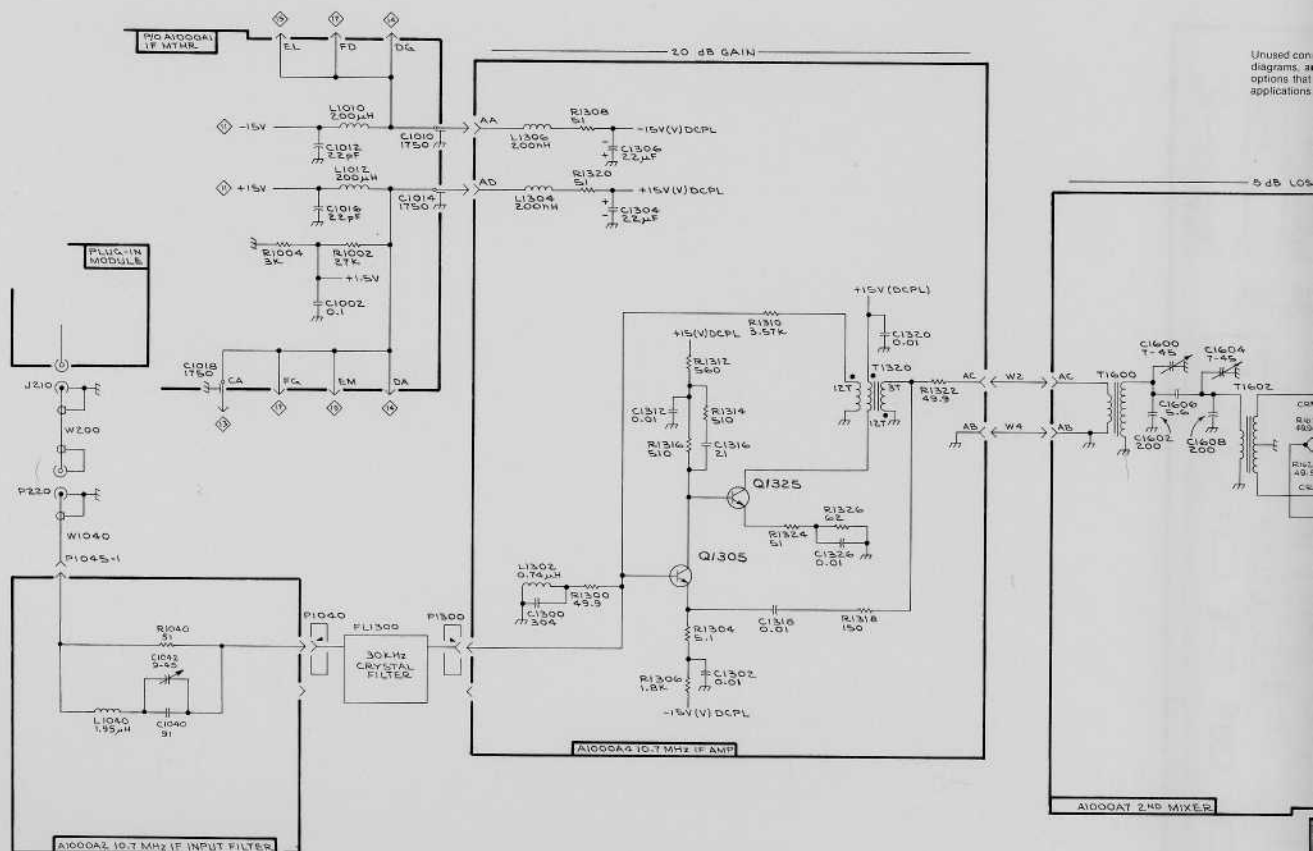 P/O A1000A1
IF MTHR
15
17
14
EL
FD
DG
20 dB GAIN
Unused con
diagrams, a
options that
applications
11
-15V
L1010
200µH
C1012
22pF
L1012
200µH
11
+15V
C1016
22pF
C1010
1750
C1014
1750
AA
AD
L1306
200nH
R1308
51
-15V(V)DCPL
C1306
22µF
L1304
200nH
R1320
51
+15V(V)DCPL
C1304
22µF
5 dB LOS
PLUG-IN
MODULE
R1004
3K
R1002
27K
+1.5V
C1002
0.1
C1018
1750
CA
FG
EM
DA
13
17
15
14
J210
W200
P220
W1040
P1045-1
R1040
51
C1042
9-45
L1040
1.95µH
C1040
91
A1000A2 10.7 MHz IF INPUT FILTER
P1040
FL1300
30KHz
CRYSTAL
FILTER
P1300
L1302
0.74µH
C1300
304
R1300
49.9
+15(V)DCPL
R1312
560
C1312
0.01
R1314
510
R1316
510
C1316
21
R1310
3.57K
+15V(DCPL)
C1320
0.01
T1320
12T
3T
12T
R1322
49.9
Q1325
R1324
51
R1326
62
C1326
0.01
Q1305
C1318
0.01
R1318
150
R1304
5.1
R1306
1.8K
C1302
0.01
-15V(V)DCPL
A1000A4 10.7 MHz IF AMP
AC
W2
AC
AB
W4
AB
T1600
C1600
7-45
C1604
7-45
C1606
5.6
C1602
200
C1608
200
T1602
A1000A7 2ND MIXER